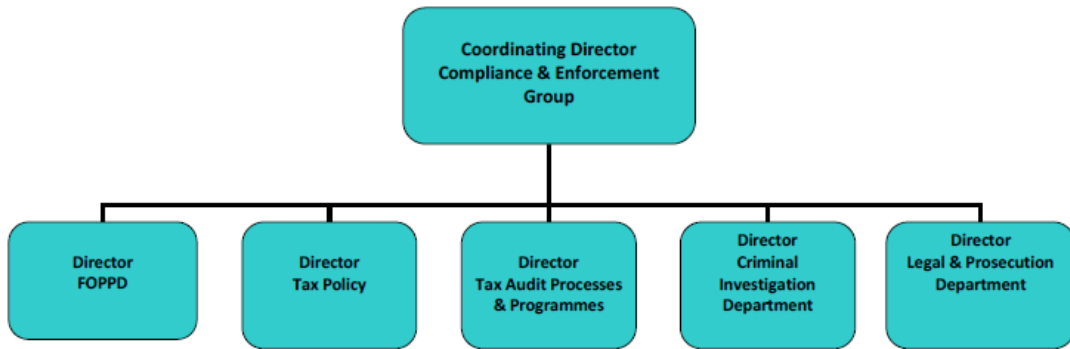 Coordinating Director
Compliance & Enforcement
Group
Director
FOPPD
Director
Tax Policy
Director
Tax Audit Processes
& Programmes
Director
Criminal
Investigation
Department
Director
Legal & Prosecution
Department